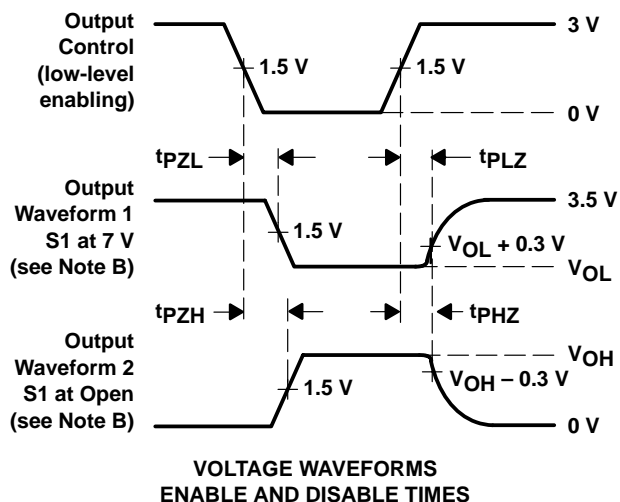 Output
Control
(low-level
enabling)
1.5 V
1.5 V
3 V
0 V
tPZL
tPLZ
Output
Waveform 1
S1 at 7 V
(see Note B)
1.5 V
3.5 V
VOL + 0.3 V
VOL
tPZH
tPHZ
Output
Waveform 2
S1 at Open
(see Note B)
1.5 V
VOH
VOH – 0.3 V
0 V
VOLTAGE WAVEFORMS
ENABLE AND DISABLE TIMES